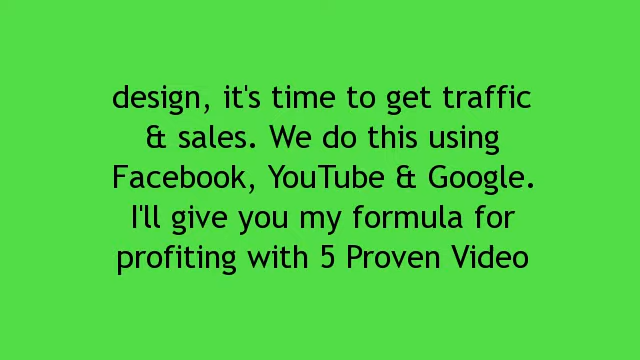 design, it's time to get traffic
& sales. We do this using
Facebook, YouTube & Google.
I'll give you my formula for
profiting with 5 Proven Video